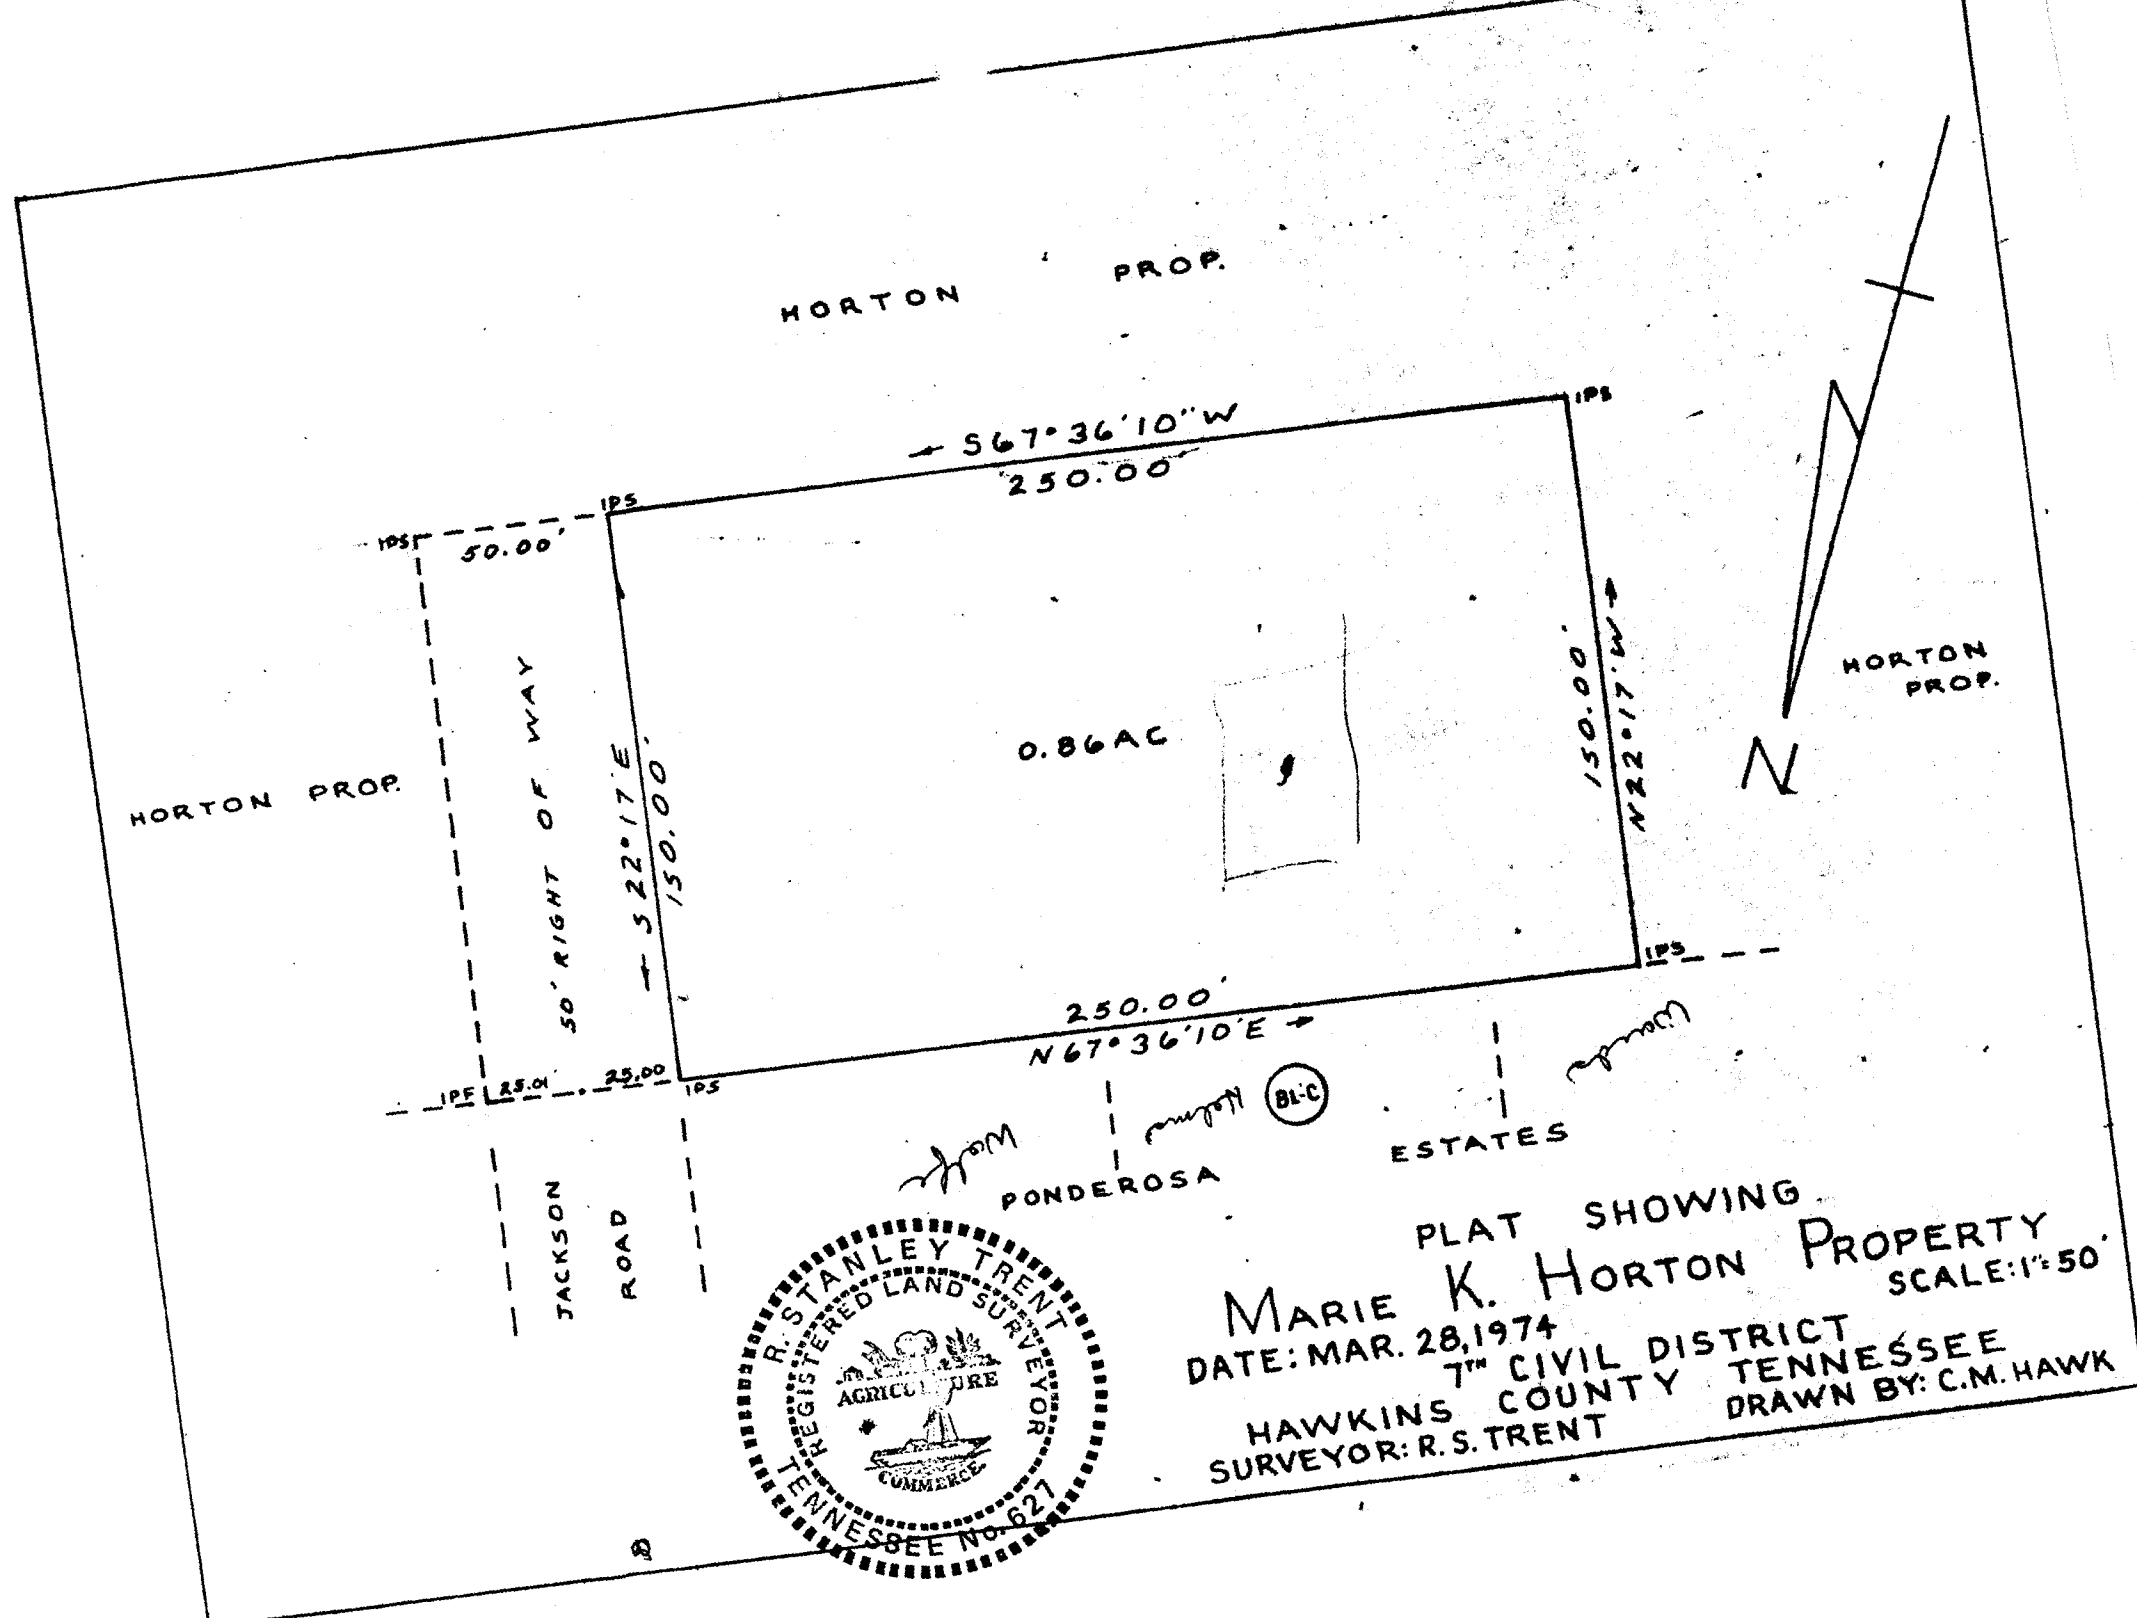 HORTON PROP.
← S67°36'10"W
250.00'
IPS
IPS
IPS
50.00'
HORTON PROP.
50' RIGHT OF WAY
← S22°17'E
150.00'
0.86AC
150.00'
N22°17'W →
HORTON
PROP.
N
IPS
250.00'
N67°36'10"E →
IPF 25.01' 25.00
IPS
Wolfe
BL-C
PONDEROSA ESTATES
JACKSON
ROAD
R. STANLEY TRENT
REGISTERED LAND SURVEYOR
AGRICULTURE
COMMERCE
TENNESSEE No. 627
PLAT SHOWING
MARIE K. HORTON PROPERTY
DATE: MAR. 28, 1974 SCALE: 1"=50'
7TH CIVIL DISTRICT
HAWKINS COUNTY TENNESSEE
SURVEYOR: R.S. TRENT DRAWN BY: C.M. HAWK